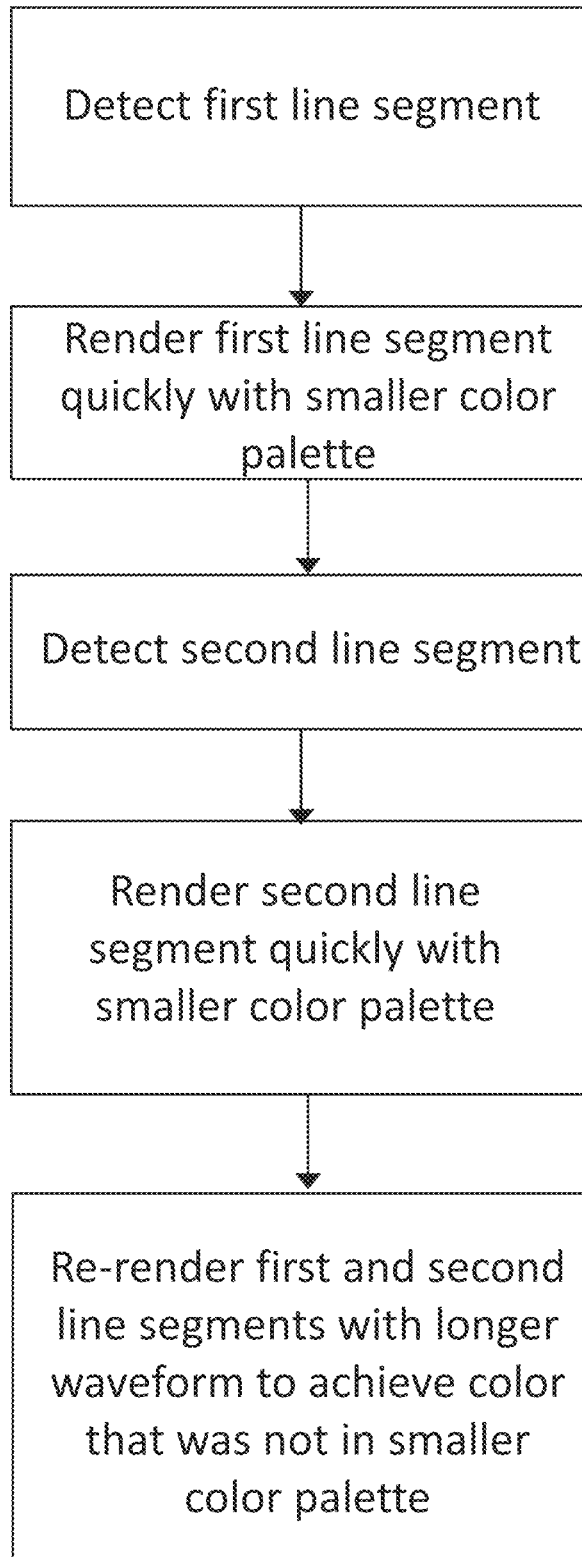 Detect first line segment
Render first line segment
quickly with smaller color
palette
Detect second line segment
Render second line
segment quickly with
smaller color palette
Re-render first and second
line segments with longer
waveform to achieve color
that was not in smaller
color palette